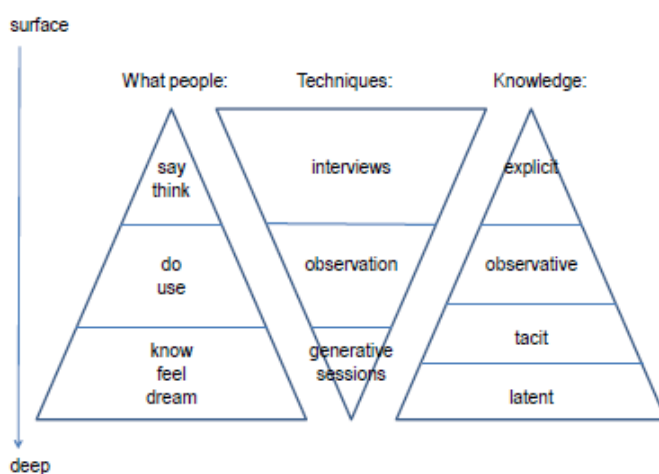 surface
What people:
Techniques:
Knowledge:
say
think
interviews
explicit
do
use
observation
observative
know
feel
dream
generative
sessions
tacit
latent
deep